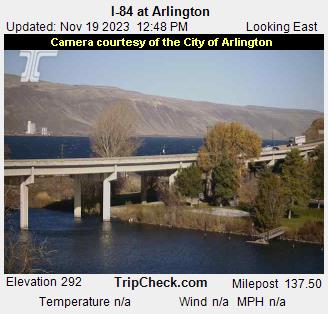 I-84 at Arlington
Updated: Nov 19 2023 12:48 PM Looking East
Camera courtesy of the City of Arlington
Elevation 292 TripCheck.com Milepost 137.50
Temperature n/a Wind n/a MPH n/a